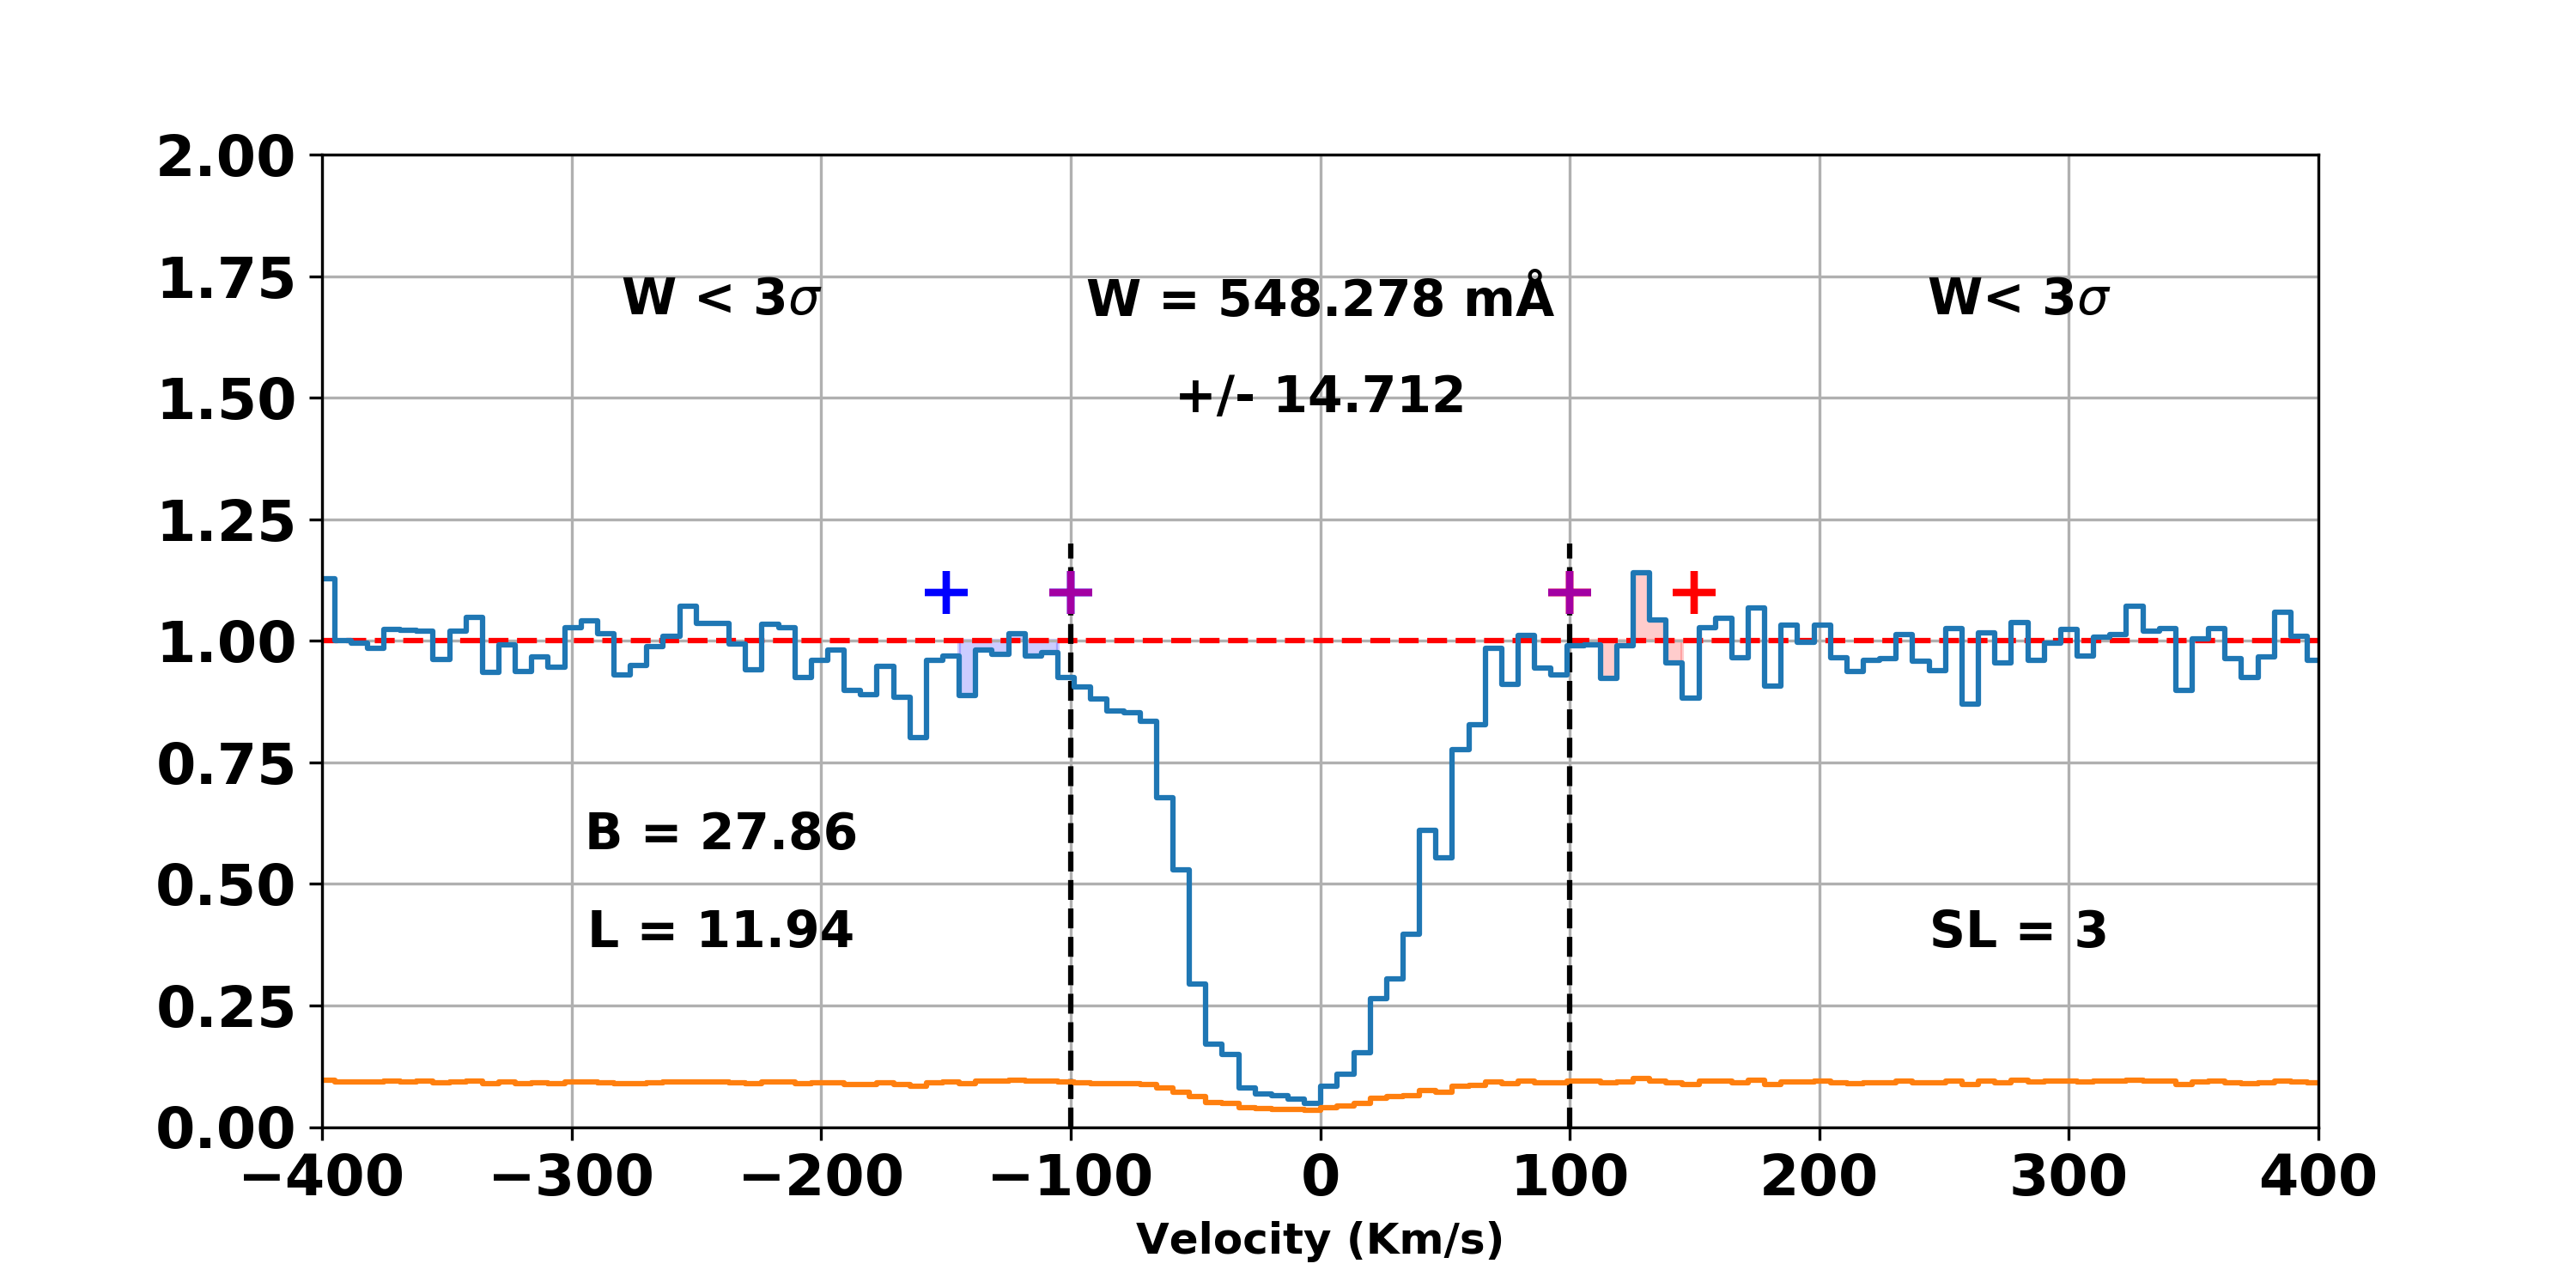 2.00
1.75
1.50
1.25
1.00
0.75
0.50
0.25
0.00
W < 3σ
W = 548.278 mÅ
W< 3σ
+/- 14.712
B = 27.86
L = 11.94
SL = 3
−400 −300 −200 −100 0 100 200 300 400
Velocity (Km/s)